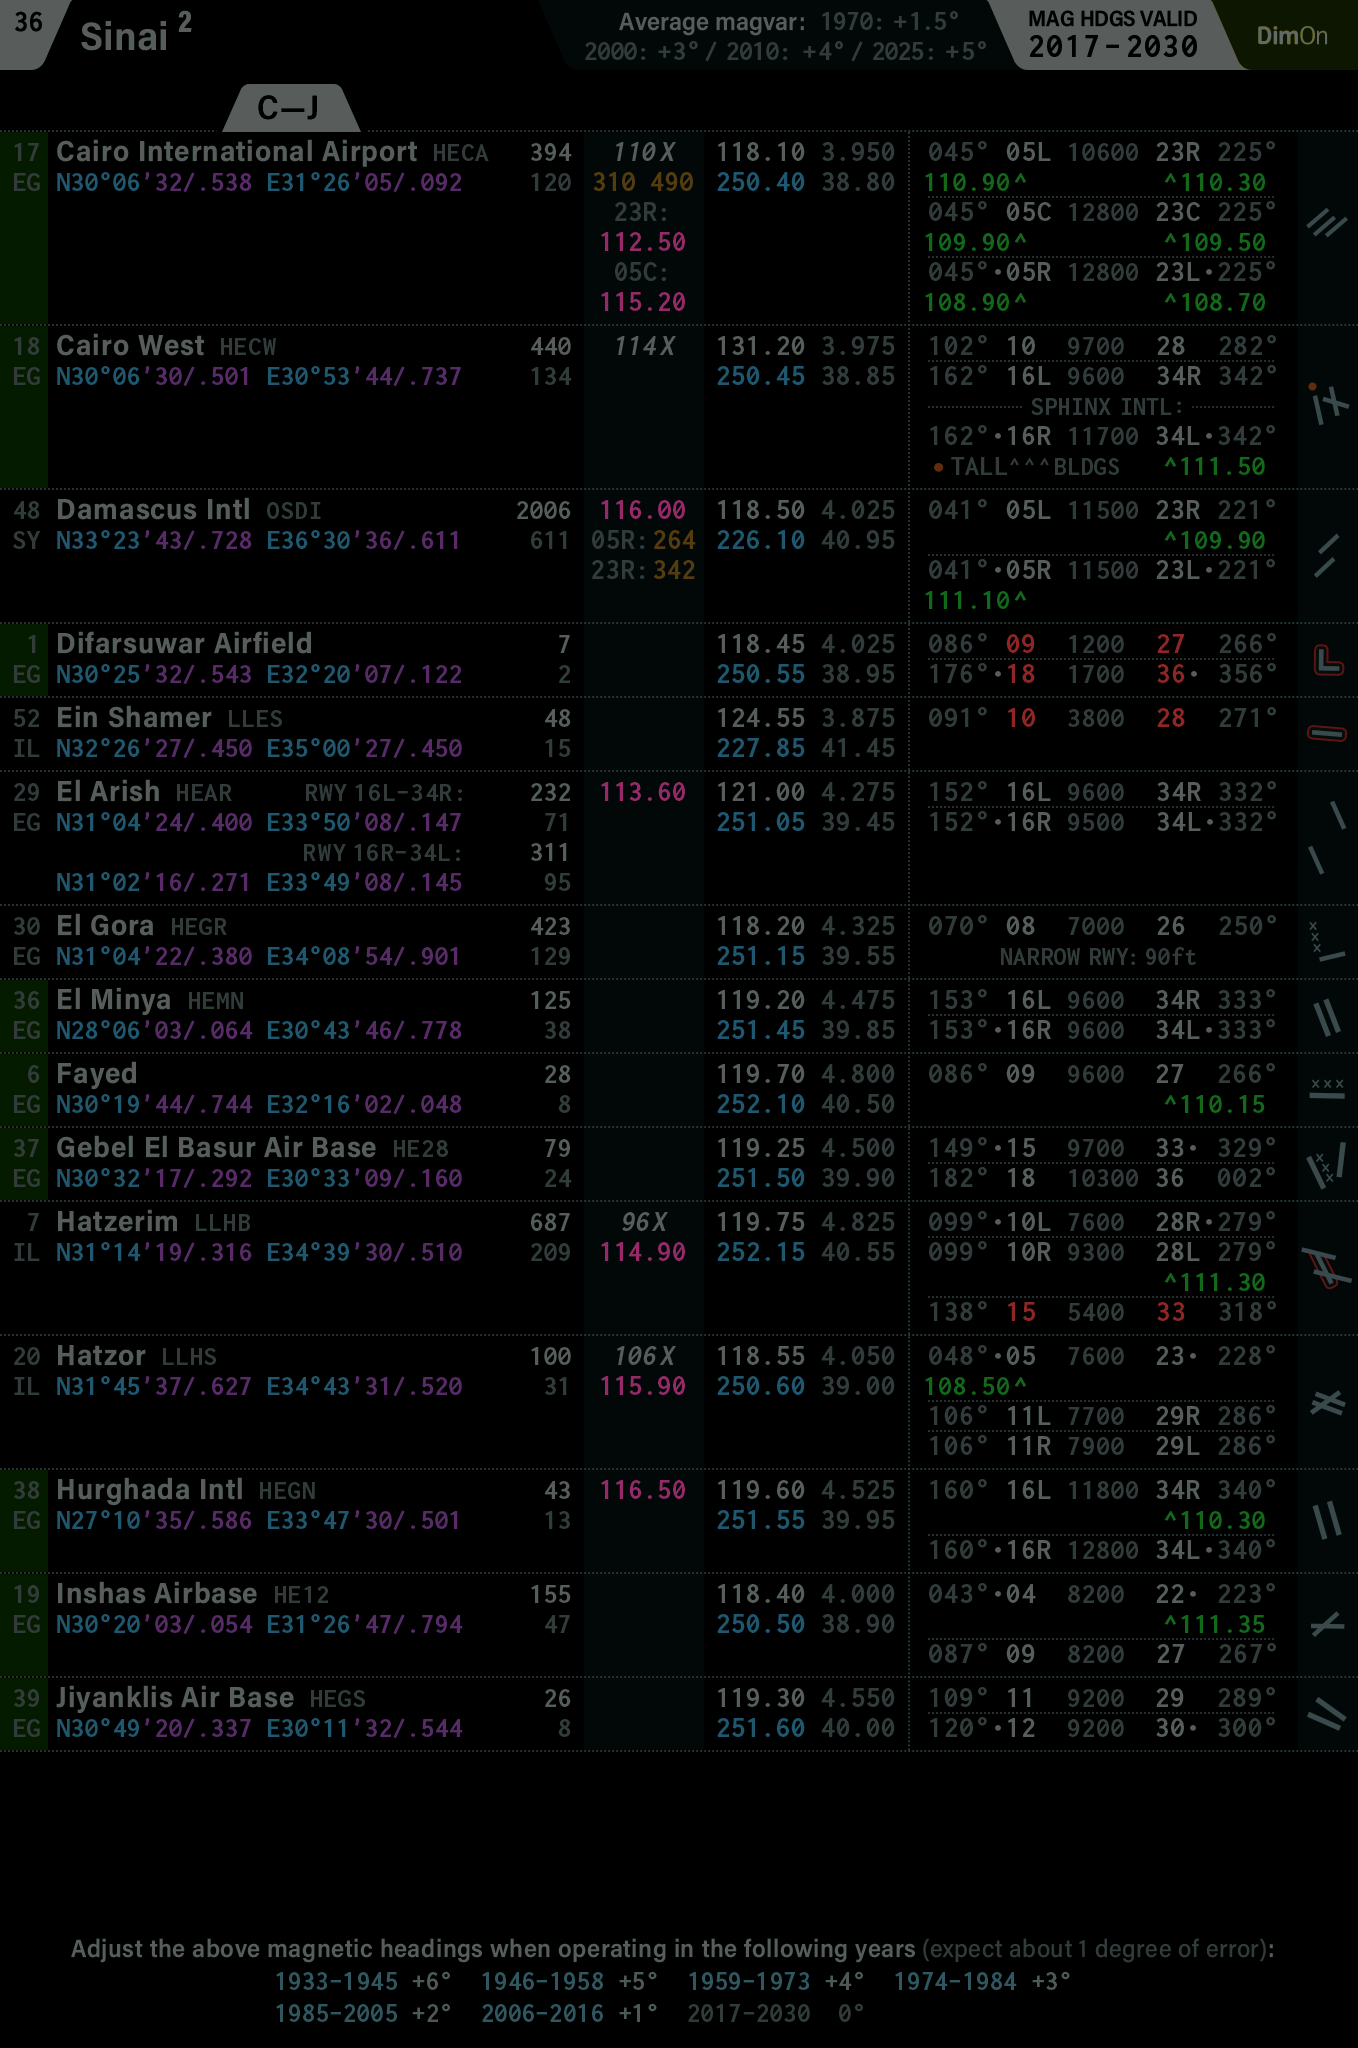 36 Sinai 2 Average magvar: 1970: +1.5° MAG HDGS VALID DimOn
2000: +3° / 2010: +4° / 2025: +5° 2017-2030
C—J
17 Cairo International Airport HECA 394 110X 118.10 3.950 045° 05L 10600 23R 225°
EG N30°06'32/.538 E31°26'05/.092 120 310 490 250.40 38.80 110.90^ ^110.30
23R: 045° 05C 12800 23C 225°
112.50 109.90^ ^109.50
05C: 045°·05R 12800 23L·225°
115.20 108.90^ ^108.70
18 Cairo West HECW 440 114X 131.20 3.975 102° 10 9700 28 282°
EG N30°06'30/.501 E30°53'44/.737 134 250.45 38.85 162° 16L 9600 34R 342°
SPHINX INTL:
162°·16R 11700 34L·342°
•TALL^^^BLDGS ^111.50
48 Damascus Intl OSDI 2006 116.00 118.50 4.025 041° 05L 11500 23R 221°
SY N33°23'43/.728 E36°30'36/.611 611 05R:264 226.10 40.95 ^109.90
23R:342 041°·05R 11500 23L·221°
111.10^
1 Difarsuwar Airfield 7 118.45 4.025 086° 09 1200 27 266°
EG N30°25'32/.543 E32°20'07/.122 2 250.55 38.95 176°·18 1700 36· 356°
52 Ein Shamer LLES 48 124.55 3.875 091° 10 3800 28 271°
IL N32°26'27/.450 E35°00'27/.450 15 227.85 41.45
29 El Arish HEAR RWY 16L-34R: 232 113.60 121.00 4.275 152° 16L 9600 34R 332°
EG N31°04'24/.400 E33°50'08/.147 71 251.05 39.45 152°·16R 9500 34L·332°
RWY 16R-34L: 311
N31°02'16/.271 E33°49'08/.145 95
30 El Gora HEGR 423 118.20 4.325 070° 08 7000 26 250°
EG N31°04'22/.380 E34°08'54/.901 129 251.15 39.55 NARROW RWY: 90ft
36 El Minya HEMN 125 119.20 4.475 153° 16L 9600 34R 333°
EG N28°06'03/.064 E30°43'46/.778 38 251.45 39.85 153°·16R 9600 34L·333°
6 Fayed 28 119.70 4.800 086° 09 9600 27 266°
EG N30°19'44/.744 E32°16'02/.048 8 252.10 40.50 ^110.15
37 Gebel El Basur Air Base HE28 79 119.25 4.500 149°·15 9700 33· 329°
EG N30°32'17/.292 E30°33'09/.160 24 251.50 39.90 182° 18 10300 36 002°
7 Hatzerim LLHB 687 96X 119.75 4.825 099°·10L 7600 28R·279°
IL N31°14'19/.316 E34°39'30/.510 209 114.90 252.15 40.55 099° 10R 9300 28L 279°
^111.30
138° 15 5400 33 318°
20 Hatzor LLHS 100 106X 118.55 4.050 048°·05 7600 23· 228°
IL N31°45'37/.627 E34°43'31/.520 31 115.90 250.60 39.00 108.50^
106° 11L 7700 29R 286°
106° 11R 7900 29L 286°
38 Hurghada Intl HEGN 43 116.50 119.60 4.525 160° 16L 11800 34R 340°
EG N27°10'35/.586 E33°47'30/.501 13 251.55 39.95 ^110.30
160°·16R 12800 34L·340°
19 Inshas Airbase HE12 155 118.40 4.000 043°·04 8200 22· 223°
EG N30°20'03/.054 E31°26'47/.794 47 250.50 38.90 ^111.35
087° 09 8200 27 267°
39 Jiyanklis Air Base HEGS 26 119.30 4.550 109° 11 9200 29 289°
EG N30°49'20/.337 E30°11'32/.544 8 251.60 40.00 120°·12 9200 30· 300°
Adjust the above magnetic headings when operating in the following years (expect about 1 degree of error):
1933-1945 +6° 1946-1958 +5° 1959-1973 +4° 1974-1984 +3°
1985-2005 +2° 2006-2016 +1° 2017-2030 0°